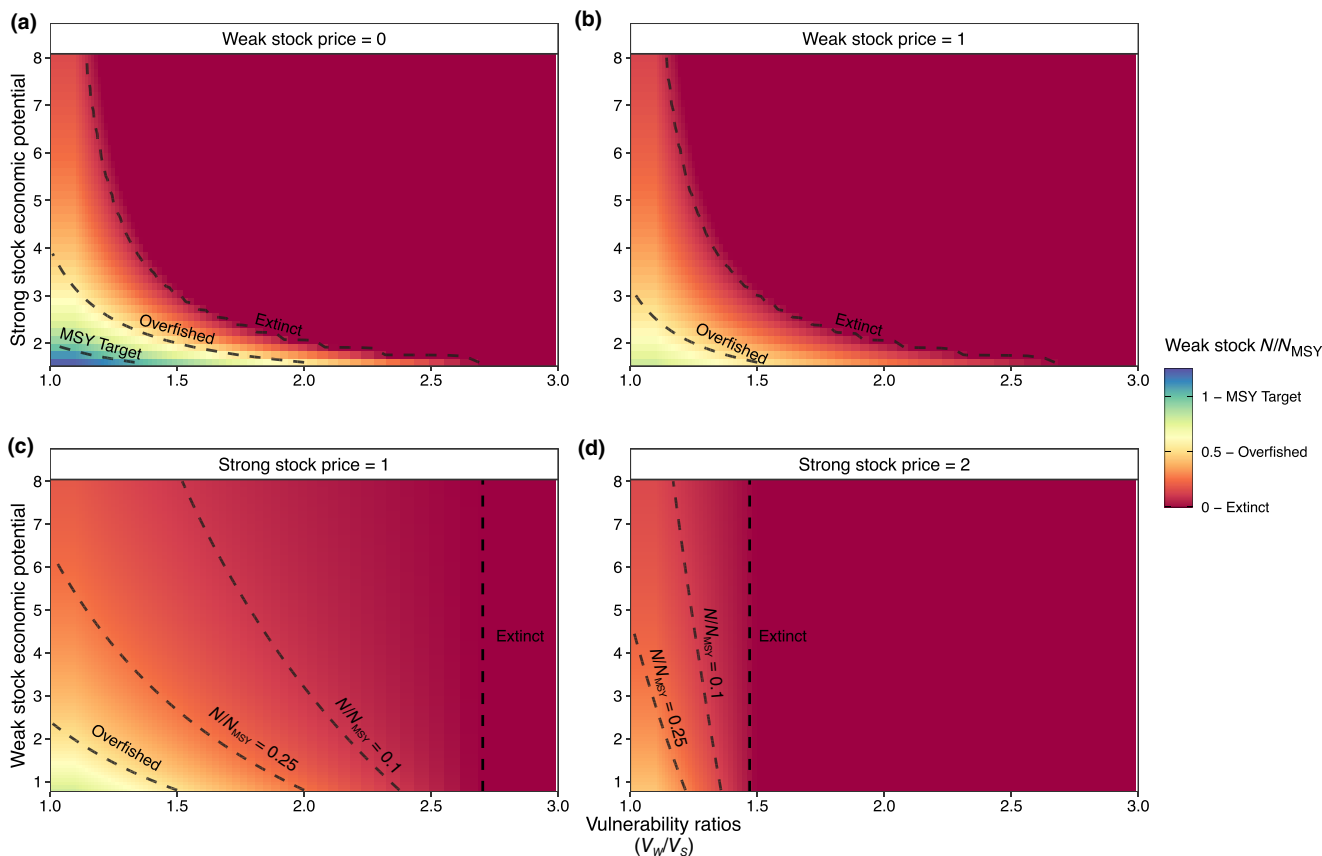 (a)
Weak stock price = 0
Strong stock economic potential
8
7
6
5
4
3
2
MSY Target
Overfished
Extinct
1.0
1.5
2.0
2.5
3.0
(b)
Weak stock price = 1
8
7
6
5
4
3
2
Overfished
Extinct
1.0
1.5
2.0
2.5
3.0
Weak stock N/NMSY
1 − MSY Target
0.5 − Overfished
0 − Extinct
(c)
Strong stock price = 1
Weak stock economic potential
8
7
6
5
4
3
2
1
Overfished
N/NMSY = 0.25
N/NMSY = 0.1
Extinct
1.0
1.5
2.0
2.5
3.0
(d)
Strong stock price = 2
8
7
6
5
4
3
2
1
N/NMSY = 0.25
N/NMSY = 0.1
Extinct
1.0
1.5
2.0
2.5
3.0
Vulnerability ratios
(VW/VS)